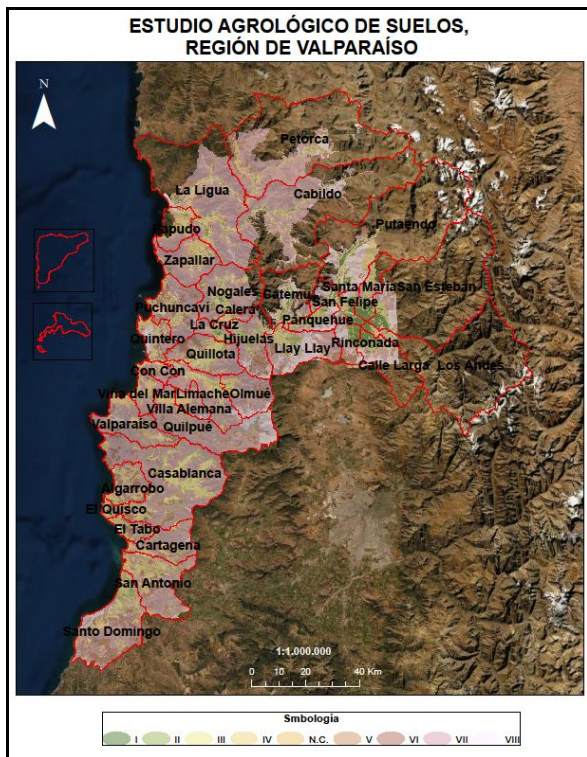 ESTUDIO AGROLÓGICO DE SUELOS,
REGIÓN DE VALPARAÍSO
N
Petorca
La Ligua
Cabildo
Putaendo
Papudo
Zapallar
Nogales
Catemu
Santa María
San Esteban
San Felipe
Puchuncaví
Calera
La Cruz
Panquehue
Quintero
Hijuelas
Rinconada
Quillota
Llay Llay
Calle Larga
Los Andes
Con Con
Viña del Mar
Limache
Olmué
Villa Alemana
Valparaíso
Quilpué
Casablanca
Algarrobo
El Quisco
El Tabo
Cartagena
San Antonio
Santo Domingo
1:1.000.000
0 10 20 40 Km
Smbología
I II III IV N.C. V VI VII VIII